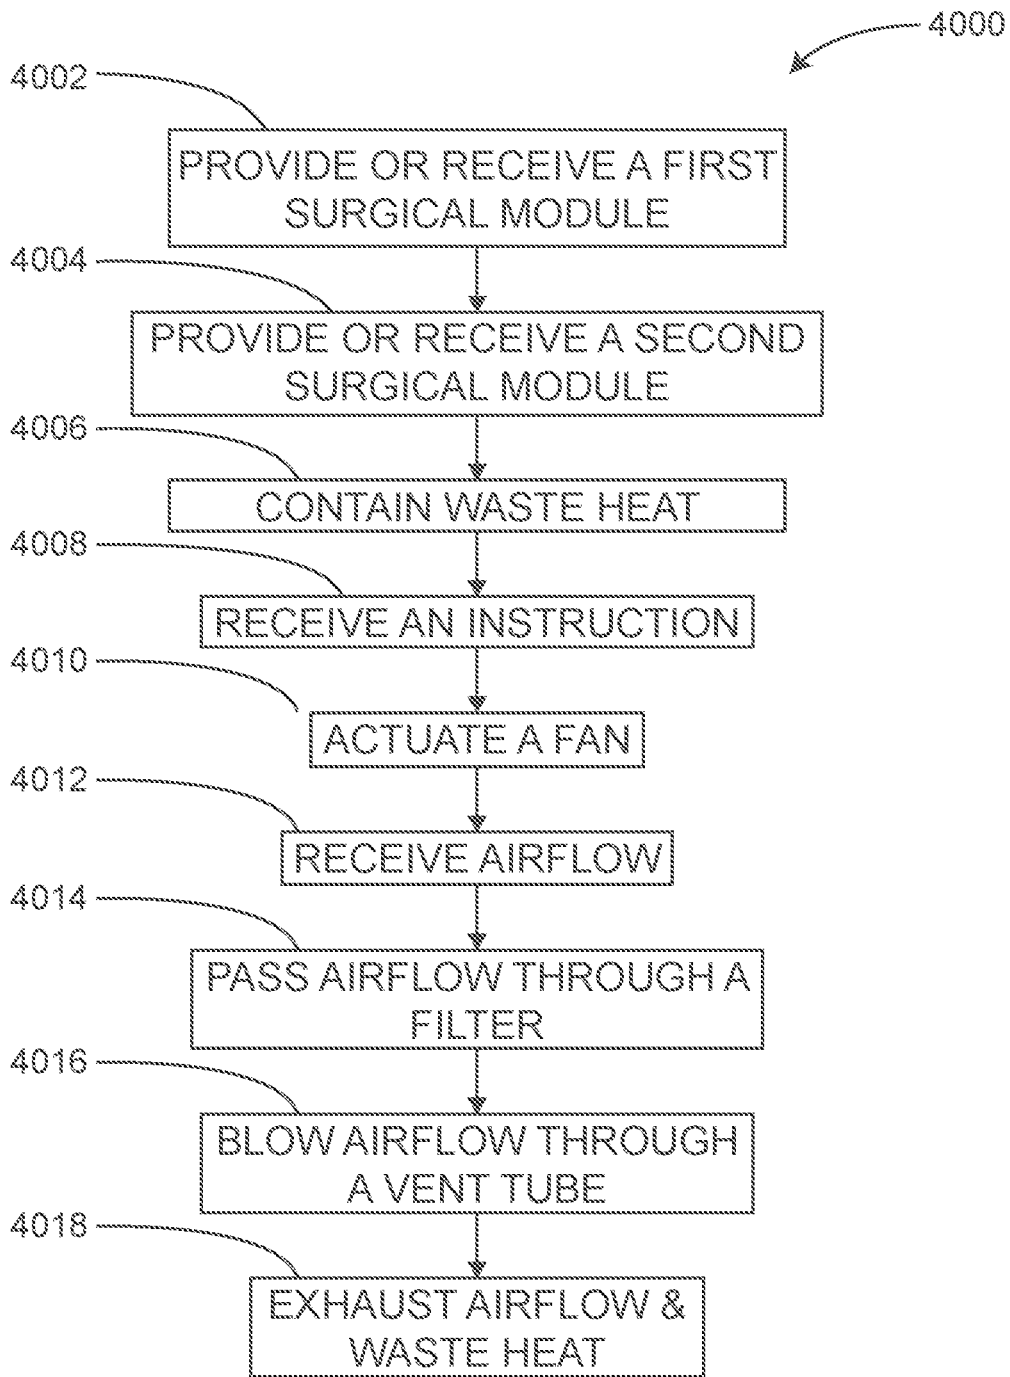 4000
4002
PROVIDE OR RECEIVE A FIRST
SURGICAL MODULE
4004
PROVIDE OR RECEIVE A SECOND
SURGICAL MODULE
4006
CONTAIN WASTE HEAT
4008
RECEIVE AN INSTRUCTION
4010
ACTUATE A FAN
4012
RECEIVE AIRFLOW
4014
PASS AIRFLOW THROUGH A
FILTER
4016
BLOW AIRFLOW THROUGH
A VENT TUBE
4018
EXHAUST AIRFLOW &
WASTE HEAT